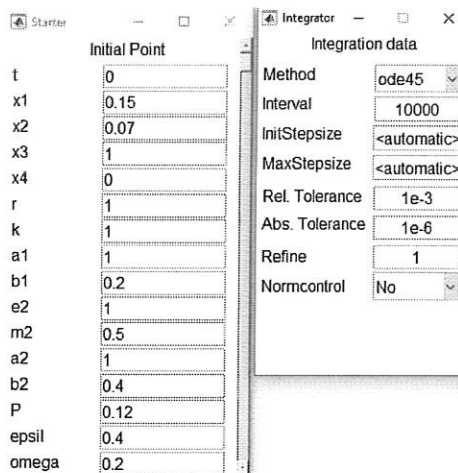 Starter
Initial Point
t 0
x1 0.15
x2 0.07
x3 1
x4 0
r 1
k 1
a1 1
b1 0.2
e2 1
m2 0.5
a2 1
b2 0.4
P 0.12
epsil 0.4
omega 0.2
Integrator
Integration data
Method ode45
Interval 10000
InitStepsize <automatic>
MaxStepsize <automatic>
Rel. Tolerance 1e-3
Abs. Tolerance 1e-6
Refine 1
Normcontrol No